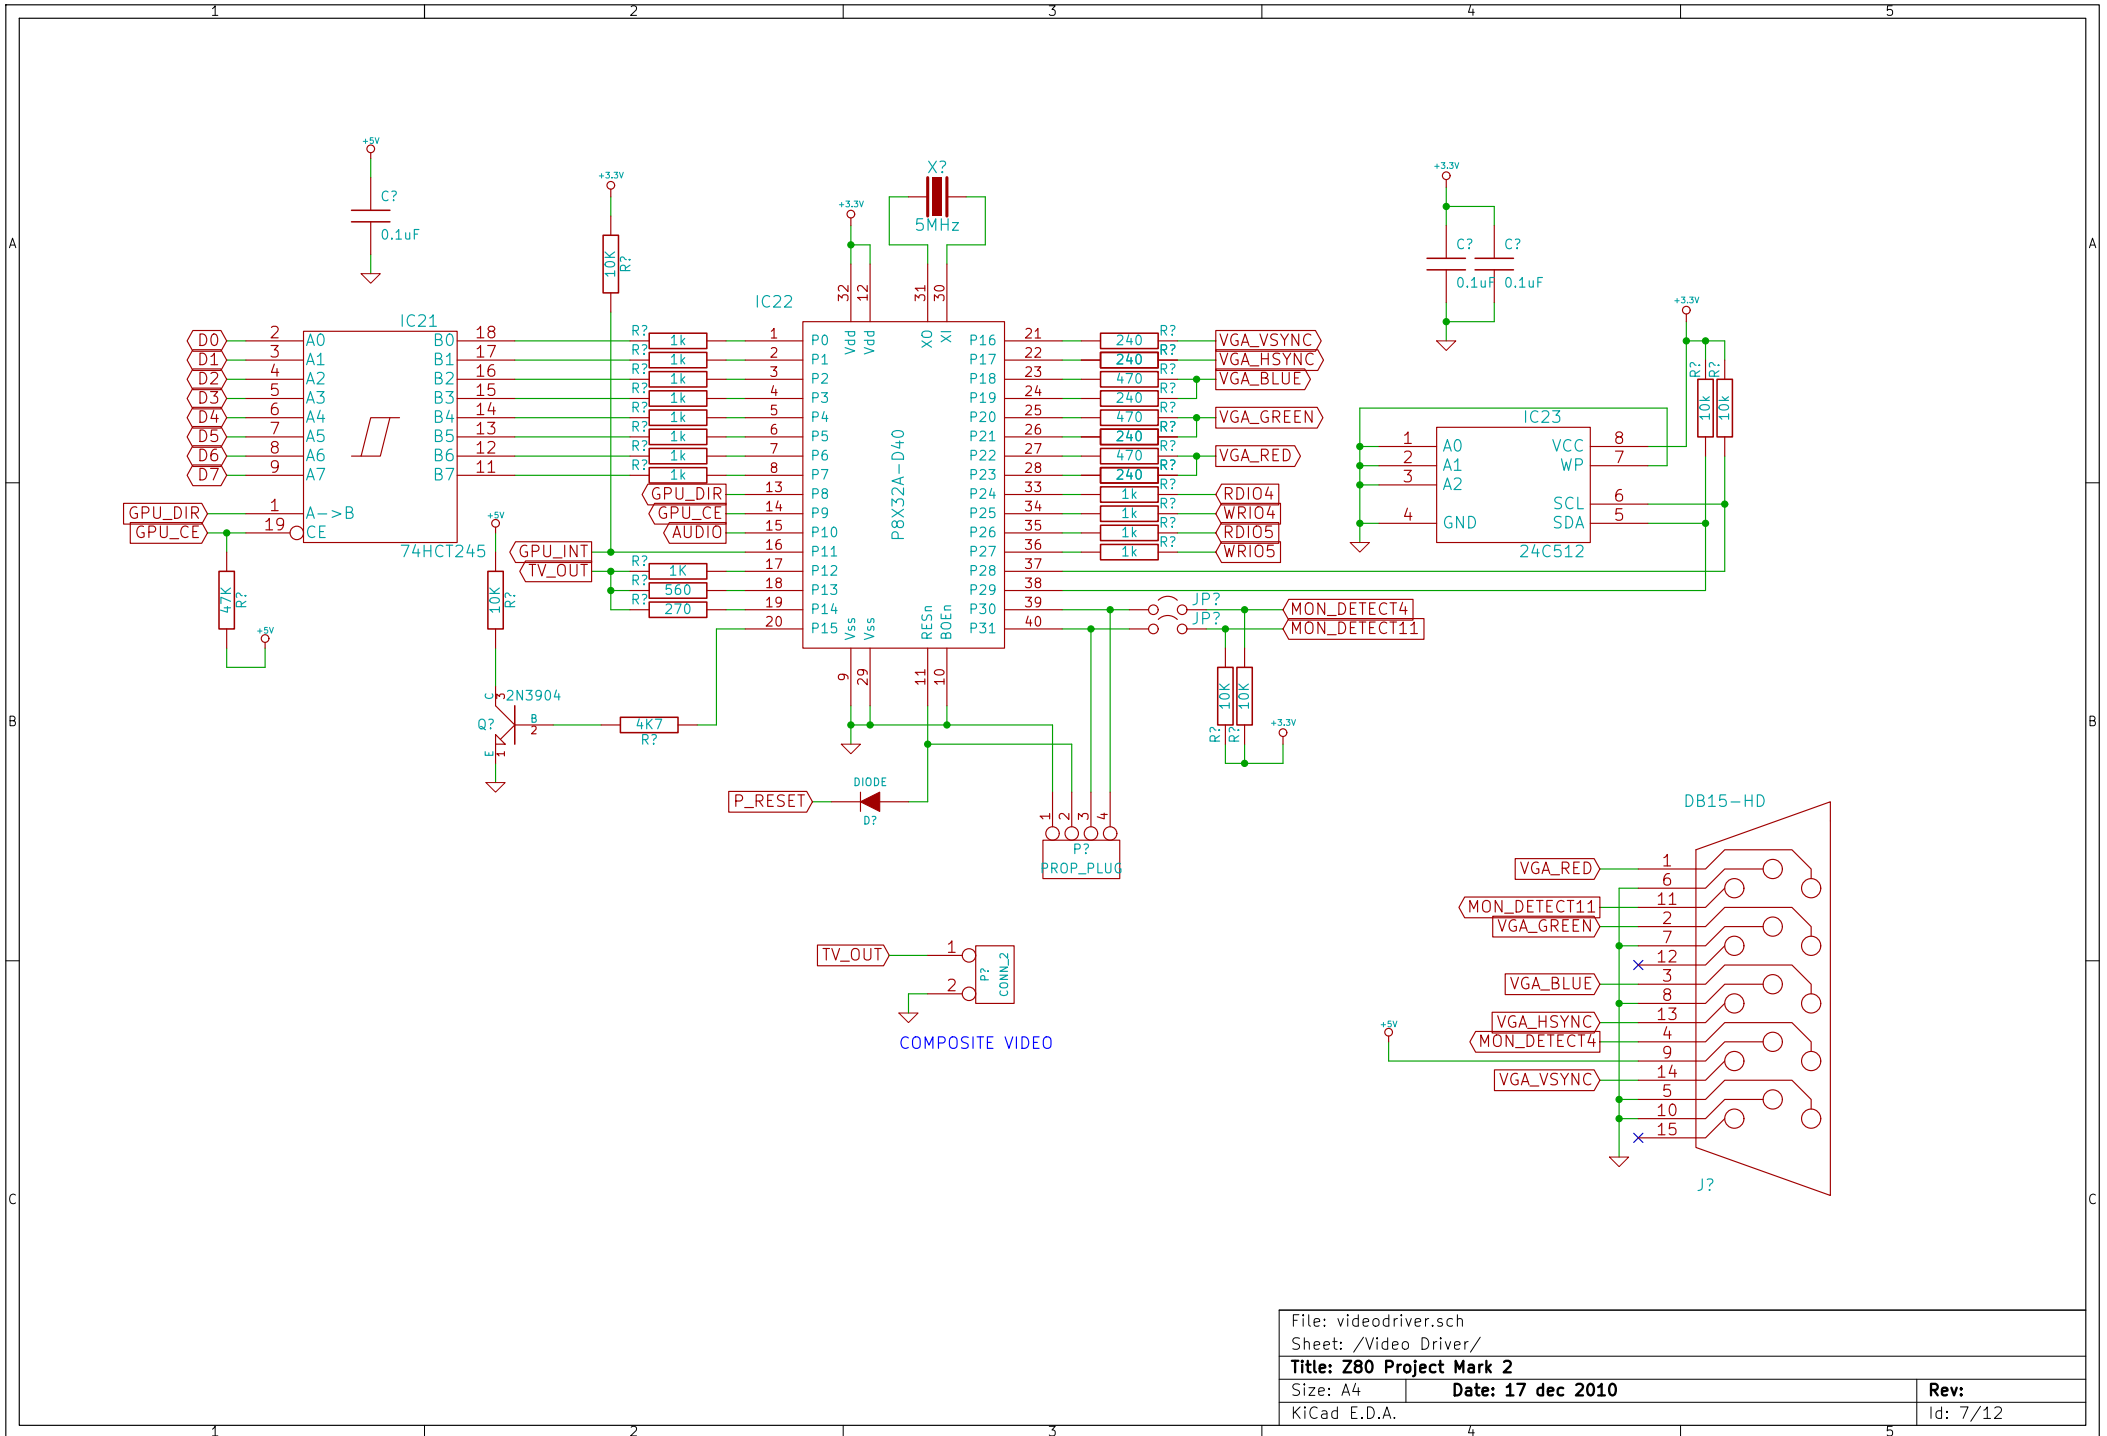 1 2 3 4 5
A
B
C
A
B
C
1 2 3 4 5
+5V
C?
0.1uF
+3.3V
10K
R?
+3.3V
X?
5MHz
+3.3V
C?
0.1uF
C?
0.1uF
IC21
D0 2 A0 B0 18
D1 3 A1 B1 17
D2 4 A2 B2 16
D3 5 A3 B3 15
D4 6 A4 B4 14
D5 7 A5 B5 13
D6 8 A6 B6 12
D7 9 A7 B7 11
GPU_DIR 1 A->B
GPU_CE 19 CE
74HCT245
47K
R?
+5V
IC22
P8X32A-D40
32 Vdd
12 Vdd
31 XO
30 XI
R? 1k 1 P0
R? 1k 2 P1
R? 1k 3 P2
R? 1k 4 P3
R? 1k 5 P4
R? 1k 6 P5
R? 1k 7 P6
R? 1k 8 P7
GPU_DIR 13 P8
GPU_CE 14 P9
AUDIO 15 P10
GPU_INT 16 P11
TV_OUT R? 1K 17 P12
R? 560 18 P13
R? 270 19 P14
20 P15
9 Vss
29 Vss
11 RESn
10 BOEn
P16 21 240 R? VGA_VSYNC
P17 22 240 R? VGA_HSYNC
P18 23 470 R? VGA_BLUE
P19 24 240 R?
P20 25 470 R? VGA_GREEN
P21 26 240 R?
P22 27 470 R? VGA_RED
P23 28 240 R?
P24 33 1k R? RDIO4
P25 34 1k R? WRIO4
P26 35 1k R? RDIO5
P27 36 1k R? WRIO5
P28 37
P29 38
P30 39 JP? MON_DETECT4
P31 40 JP? MON_DETECT11
10K
R?
10K
R?
+3.3V
+5V
10K
R?
2N3904
Q?
C 3
B 2
E 1
4K7
R?
P_RESET
DIODE
D?
1 2 3 4
P?
PROP_PLUG
+3.3V
R? 10k
R? 10k
IC23
1 A0 VCC 8
2 A1 WP 7
3 A2
SCL 6
4 GND SDA 5
24C512
TV_OUT 1
2
P?
CONN_2
COMPOSITE VIDEO
DB15-HD
VGA_RED 1
6
MON_DETECT11 11
VGA_GREEN 2
7
12
VGA_BLUE 3
8
VGA_HSYNC 13
MON_DETECT4 4
+5V 9
VGA_VSYNC 14
5
10
15
J?
File: videodriver.sch
Sheet: /Video Driver/
Title: Z80 Project Mark 2
Size: A4 Date: 17 dec 2010 Rev:
KiCad E.D.A. Id: 7/12